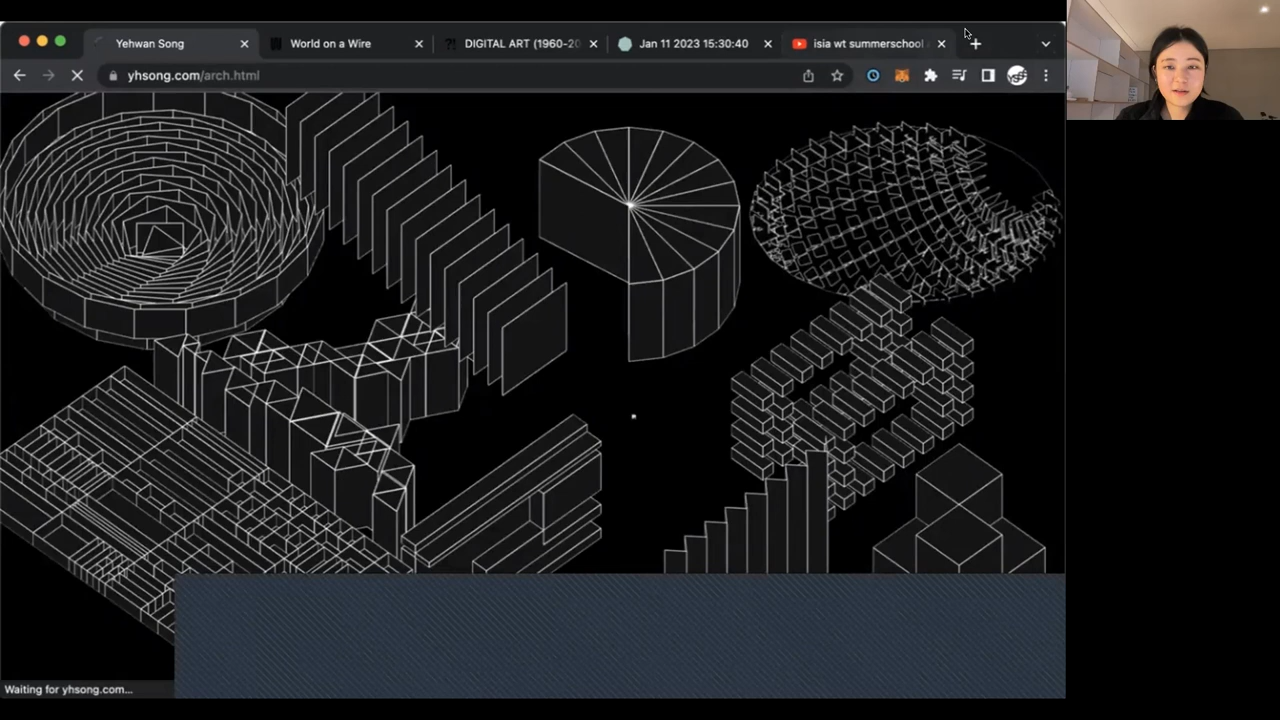 Yehwan Song
World on a Wire
DIGITAL ART (1960-20
Jan 11 2023 15:30:40
isia wt summerschool
yhsong.com/arch.html
Waiting for yhsong.com...